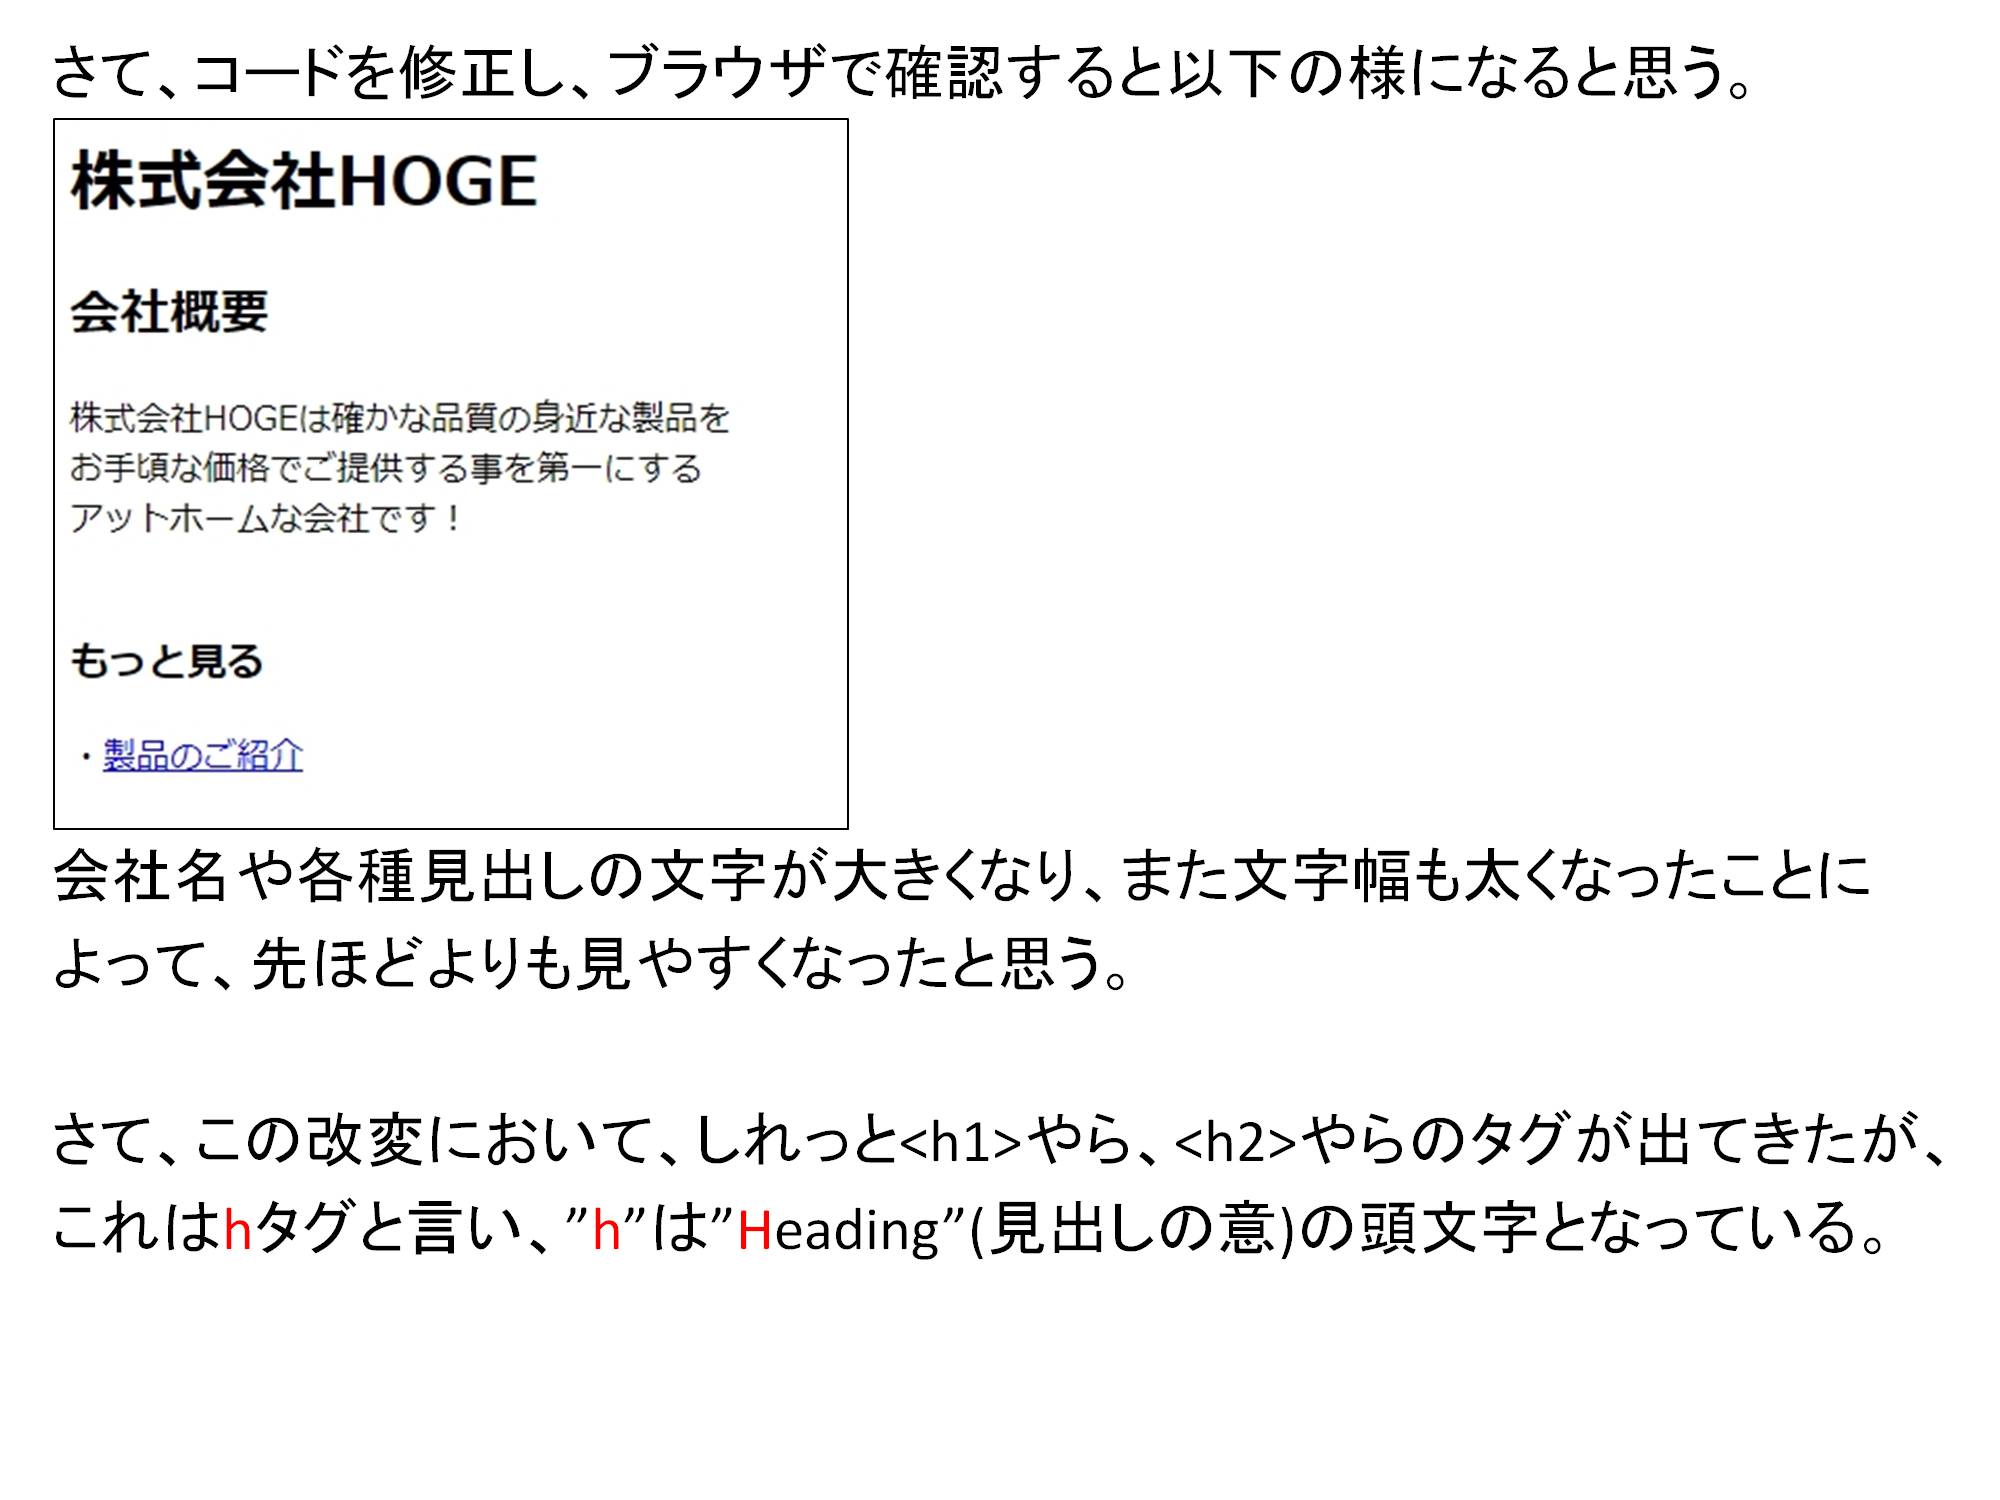 さて、コードを修正し、ブラウザで確認すると以下の様になると思う。
株式会社HOGE
会社概要
株式会社HOGEは確かな品質の身近な製品を
お手頃な価格でご提供する事を第一にする
アットホームな会社です！
もっと見る
・製品のご紹介
会社名や各種見出しの文字が大きくなり、また文字幅も太くなったことに
よって、先ほどよりも見やすくなったと思う。
さて、この改変において、しれっと<h1>やら、<h2>やらのタグが出てきたが、
これはhタグと言い、”h”は”Heading”(見出しの意)の頭文字となっている。